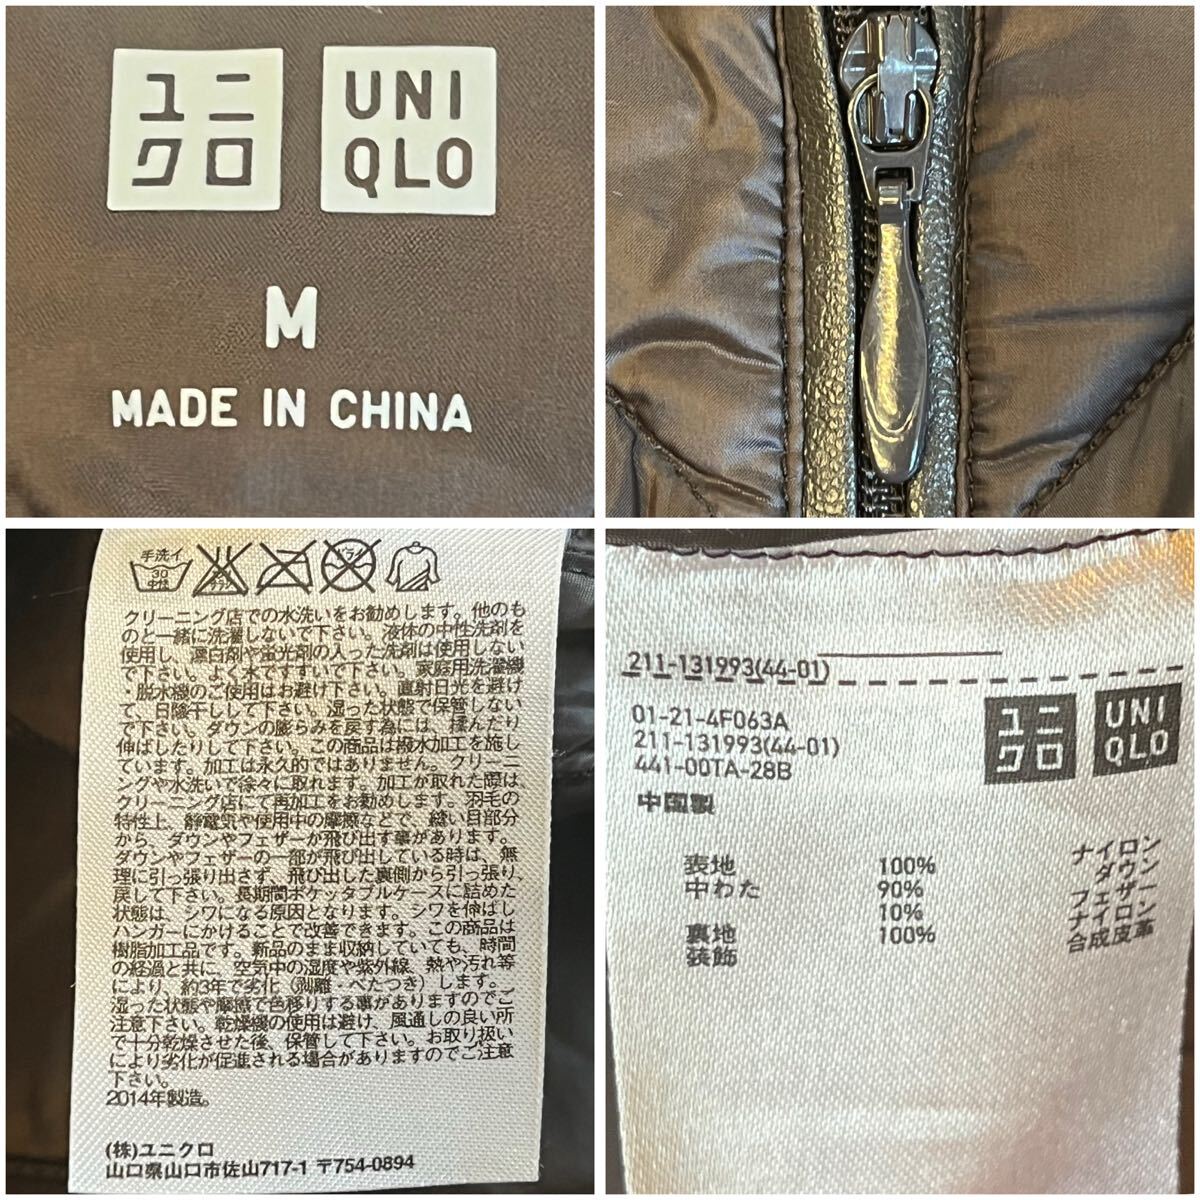 ユニ
クロ
UNI
QLO
M
MADE IN CHINA
手洗イ
30
中性
ドライ
クリーニング店での水洗いをお勧めします。他のも
のと一緒に洗濯しないで下さい。液体の中性洗剤を
使用し、漂白剤や蛍光剤の入った洗剤は使用しない
で下さい。よく水ですすいで下さい。家庭用洗濯機
・脱水機のご使用はお避け下さい。直射日光を避け
て、日陰干しして下さい。湿った状態で保管しない
で下さい。ダウンの膨らみを戻す為には、揉んだり
伸ばしたりして下さい。この商品は撥水加工を施し
ています。加工は永久的ではありません。クリーニ
ングや水洗いで徐々に取れます。加工が取れた際は、
クリーニング店にて再加工をお勧めします。羽毛の
特性上、静電気や使用中の摩擦などで、縫い目部分
から、ダウンやフェザーが飛び出す事があります。
ダウンやフェザーの一部が飛び出している時は、無
理に引っ張り出さず、飛び出した裏側から引っ張り、
戻して下さい。長期間ポケッタブルケースに詰めた
状態は、シワになる原因となります。シワを伸ばし
ハンガーにかけることで改善できます。この商品は
樹脂加工品です。新品のまま収納していても、時間
の経過と共に、空気中の湿度や紫外線、熱や汚れ等
により、約3年で劣化（剥離・べたつき）します。
湿った状態や摩擦で色移りする事がありますのでご
注意下さい。乾燥機の使用は避け、風通しの良い所
で十分乾燥させた後、保管して下さい。お取り扱い
により劣化が促進される場合がありますのでご注意
下さい。
2014年製造。
(株)ユニクロ
山口県山口市佐山717-1 〒754-0894
211-131993(44-01)
01-21-4F063A
211-131993(44-01)
441-00TA-28B
中国製
ユニ
クロ
UNI
QLO
表地 100% ナイロン
中わた 90% ダウン
10% フェザー
裏地 100% ナイロン
装飾 合成皮革